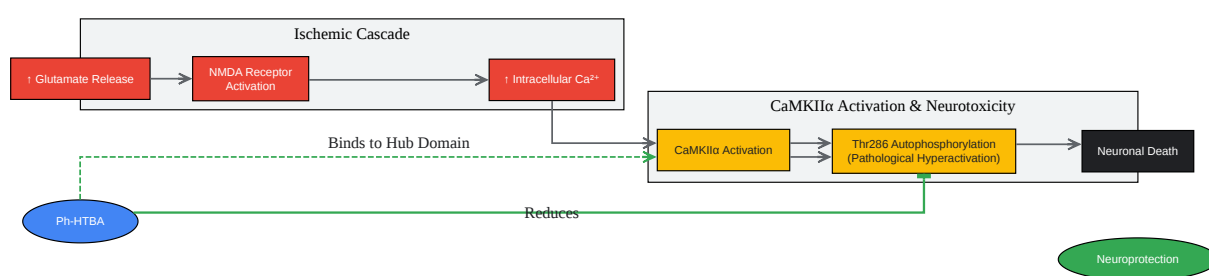 Ischemic Cascade
↑ Glutamate Release
NMDA Receptor
Activation
↑ Intracellular Ca²⁺
CaMKIIα Activation & Neurotoxicity
Binds to Hub Domain
CaMKIIα Activation
Thr286 Autophosphorylation
(Pathological Hyperactivation)
Neuronal Death
Ph-HTBA
Reduces
Neuroprotection